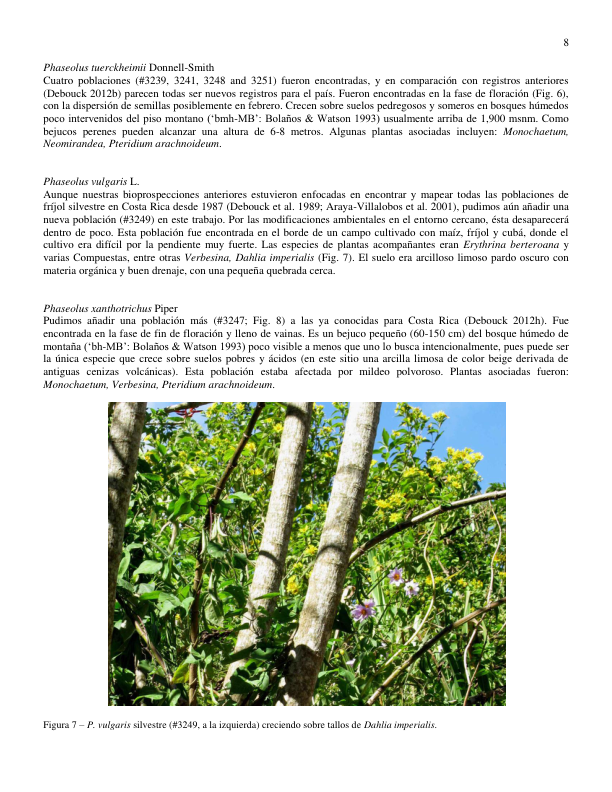 8
Phaseolus tuerckheimii Donnell-Smith
Cuatro poblaciones (#3239, 3241, 3248 and 3251) fueron encontradas, y en comparación con registros anteriores
(Debouck 2012b) parecen todas ser nuevos registros para el país. Fueron encontradas en la fase de floración (Fig. 6),
con la dispersión de semillas posiblemente en febrero. Crecen sobre suelos pedregosos y someros en bosques húmedos
poco intervenidos del piso montano (‘bmh-MB’: Bolaños & Watson 1993) usualmente arriba de 1,900 msnm. Como
bejucos perenes pueden alcanzar una altura de 6-8 metros. Algunas plantas asociadas incluyen: Monochaetum,
Neomirandea, Pteridium arachnoideum.
Phaseolus vulgaris L.
Aunque nuestras bioprospecciones anteriores estuvieron enfocadas en encontrar y mapear todas las poblaciones de
fríjol silvestre en Costa Rica desde 1987 (Debouck et al. 1989; Araya-Villalobos et al. 2001), pudimos aún añadir una
nueva población (#3249) en este trabajo. Por las modificaciones ambientales en el entorno cercano, ésta desaparecerá
dentro de poco. Esta población fue encontrada en el borde de un campo cultivado con maíz, fríjol y cubá, donde el
cultivo era difícil por la pendiente muy fuerte. Las especies de plantas acompañantes eran Erythrina berteroana y
varias Compuestas, entre otras Verbesina, Dahlia imperialis (Fig. 7). El suelo era arcilloso limoso pardo oscuro con
materia orgánica y buen drenaje, con una pequeña quebrada cerca.
Phaseolus xanthotrichus Piper
Pudimos añadir una población más (#3247; Fig. 8) a las ya conocidas para Costa Rica (Debouck 2012h). Fue
encontrada en la fase de fin de floración y lleno de vainas. Es un bejuco pequeño (60-150 cm) del bosque húmedo de
montaña (‘bh-MB’: Bolaños & Watson 1993) poco visible a menos que uno lo busca intencionalmente, pues puede ser
la única especie que crece sobre suelos pobres y ácidos (en este sitio una arcilla limosa de color beige derivada de
antiguas cenizas volcánicas). Esta población estaba afectada por mildeo polvoroso. Plantas asociadas fueron:
Monochaetum, Verbesina, Pteridium arachnoideum.
Figura 7 – P. vulgaris silvestre (#3249, a la izquierda) creciendo sobre tallos de Dahlia imperialis.